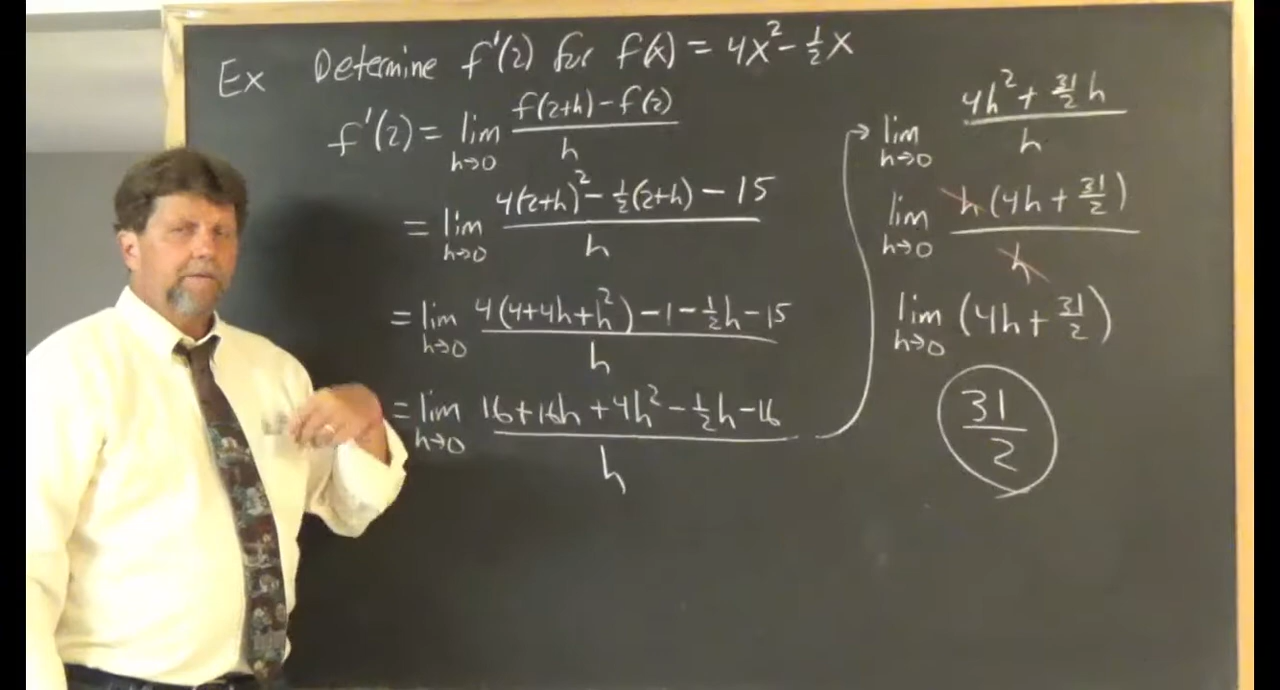 Ex Determine f'(2) for f(x) = 4x² - ½x
f'(2) = lim h→0 (f(2+h) - f(2))/h
= lim h→0 (4(2+h)² - ½(2+h) - 15)/h
= lim h→0 (4(4+4h+h²) - 1 - ½h - 15)/h
= lim h→0 (16+16h+4h² - ½h - 16)/h
→ lim h→0 (4h² + 31/2 h)/h
lim h→0 h(4h + 31/2)/h
lim h→0 (4h + 31/2)
31/2